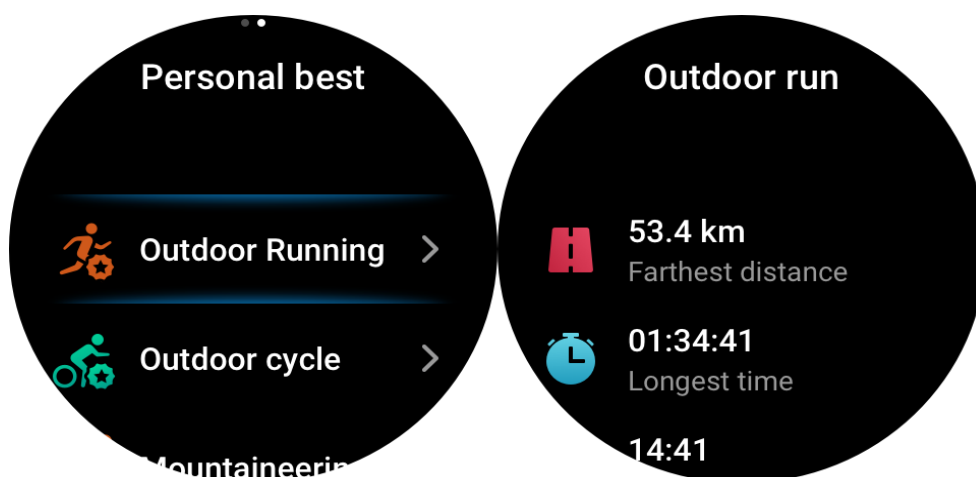 Personal best
Outdoor Running
Outdoor cycle
Mountaineering
Outdoor run
53.4 km
Farthest distance
01:34:41
Longest time
14:41